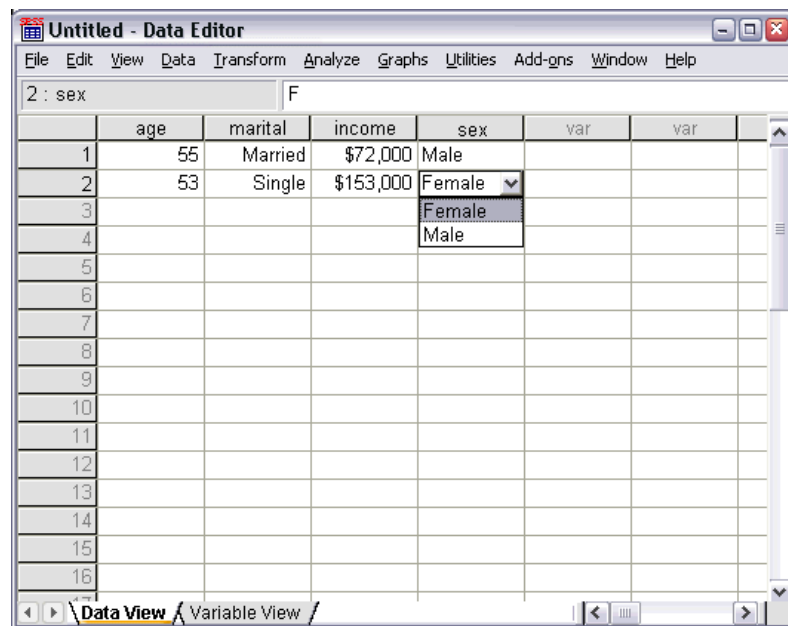 Untitled - Data Editor
File Edit View Data Transform Analyze Graphs Utilities Add-ons Window Help
2 : sex F
age marital income sex var var
1 55 Married $72,000 Male
2 53 Single $153,000 Female
3 Female
4 Male
5
6
7
8
9
10
11
12
13
14
15
16
Data View Variable View